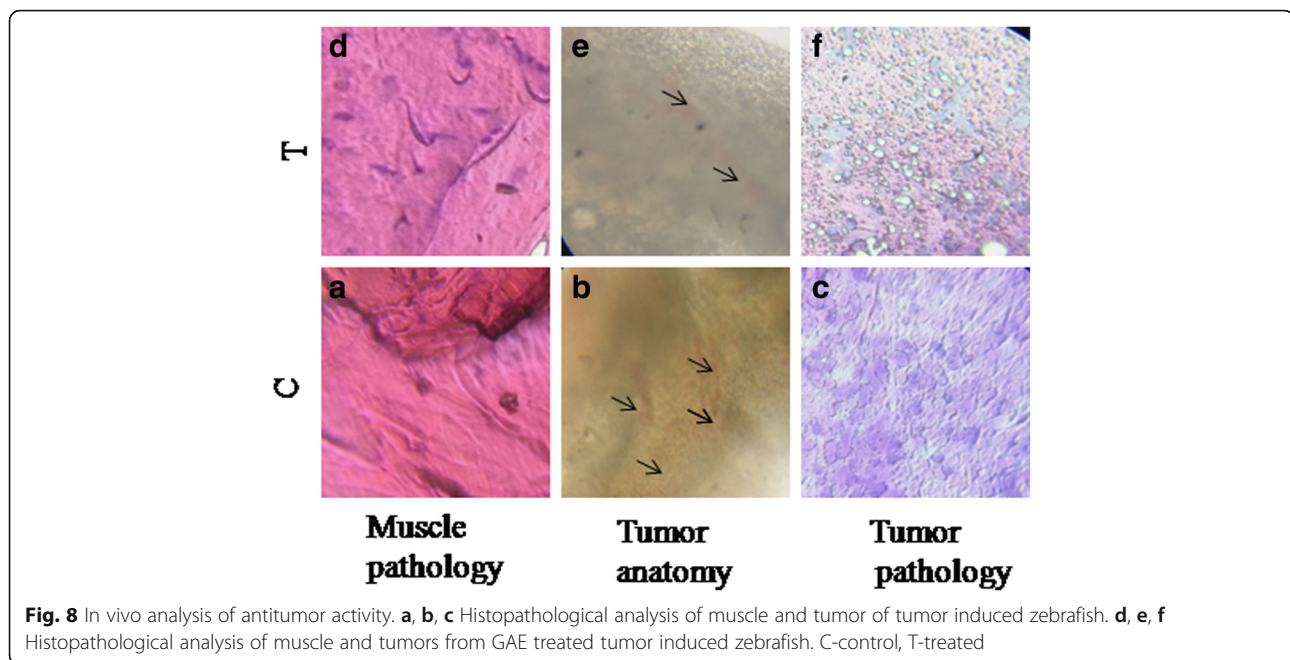 d e f
T
a b c
C
Muscle Tumor Tumor
pathology anatomy pathology
Fig. 8 In vivo analysis of antitumor activity. a, b, c Histopathological analysis of muscle and tumor of tumor induced zebrafish. d, e, f
Histopathological analysis of muscle and tumors from GAE treated tumor induced zebrafish. C-control, T-treated